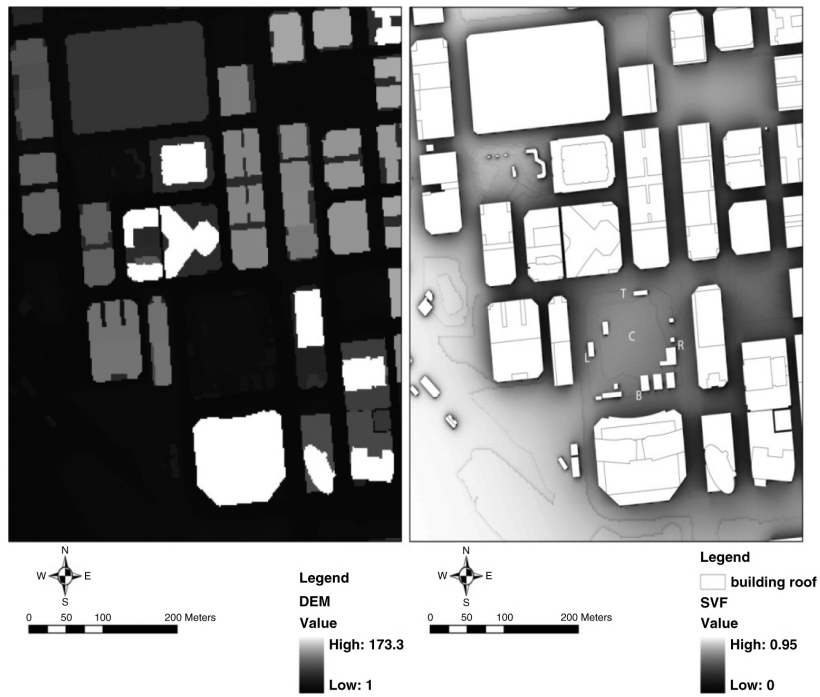 T
C
R
L
B
N
W E
S
0 50 100 200 Meters
Legend
DEM
Value
High: 173.3
Low: 1
N
W E
S
0 50 100 200 Meters
Legend
building roof
SVF
Value
High: 0.95
Low: 0